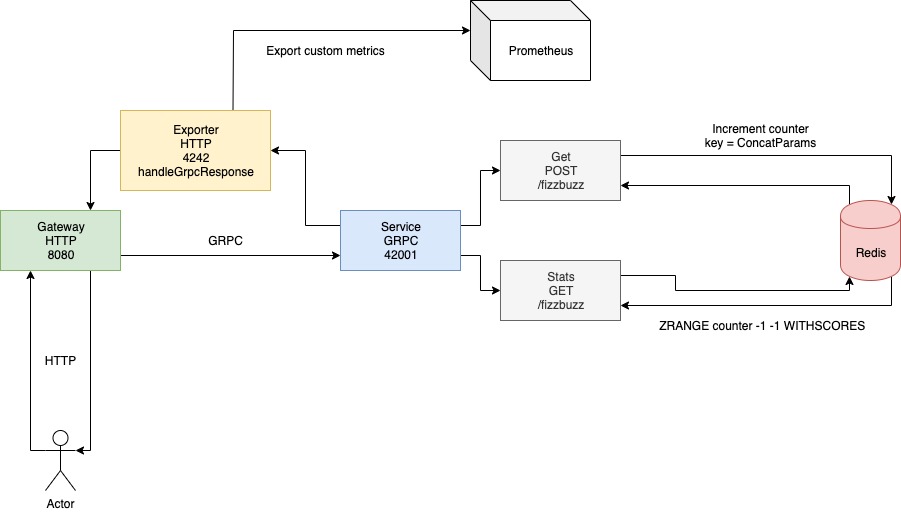 Export custom metrics
Prometheus
Exporter
HTTP
4242
handleGrpcResponse
Increment counter
key = ConcatParams
Get
POST
/fizzbuzz
Gateway
HTTP
8080
GRPC
Service
GRPC
42001
Redis
Stats
GET
/fizzbuzz
ZRANGE counter -1 -1 WITHSCORES
HTTP
Actor